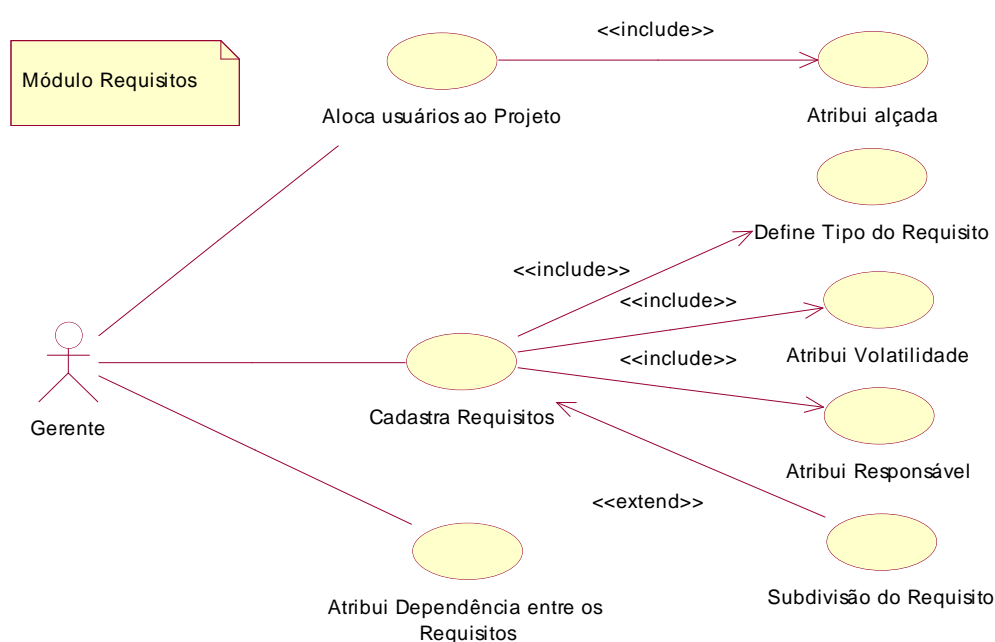 <<include>>
Módulo Requisitos
Aloca usuários ao Projeto
Atribui alçada
Define Tipo do Requisito
<<include>>
<<include>>
Atribui Volatilidade
<<include>>
Cadastra Requisitos
Gerente
Atribui Responsável
<<extend>>
Subdivisão do Requisito
Atribui Dependência entre os
Requisitos